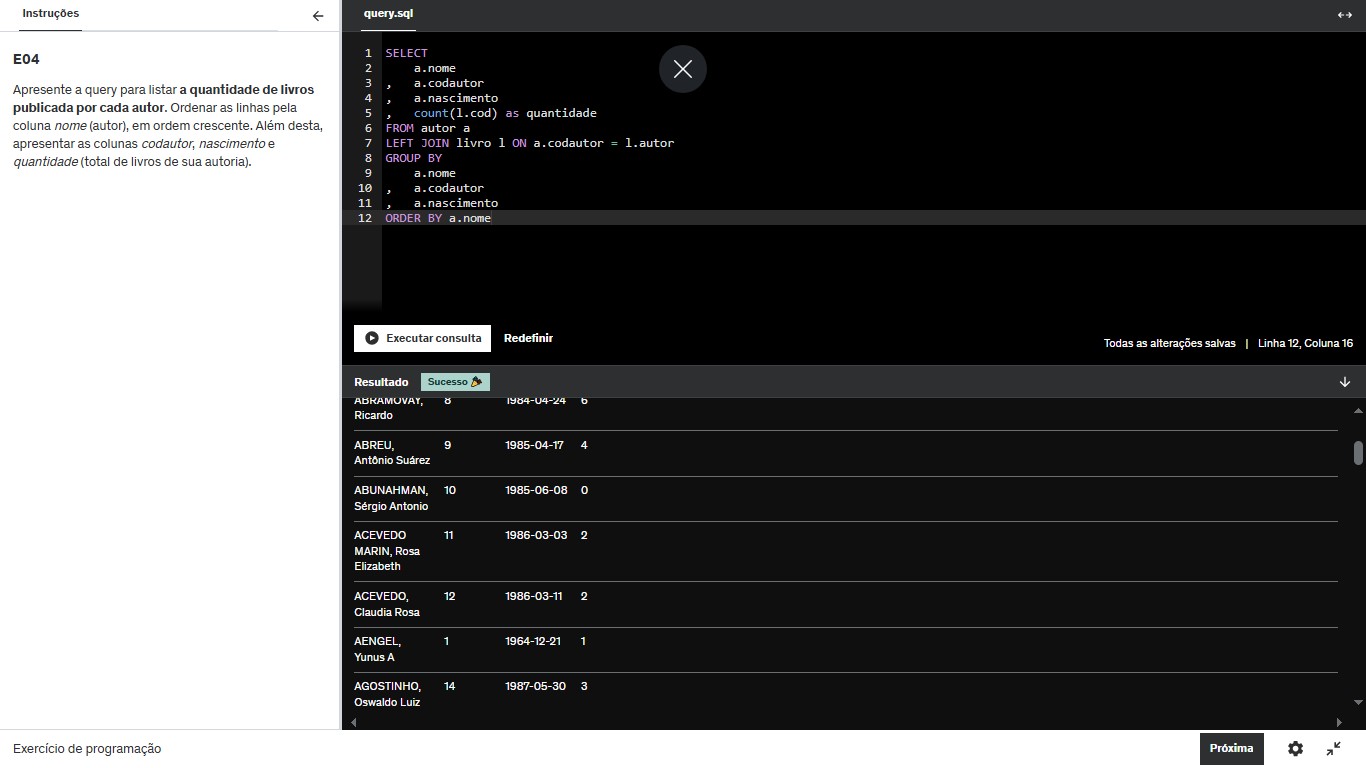 Instruções
E04
Apresente a query para listar a quantidade de livros
publicada por cada autor. Ordenar as linhas pela
coluna nome (autor), em ordem crescente. Além desta,
apresentar as colunas codautor, nascimento e
quantidade (total de livros de sua autoria).
query.sql
1 SELECT
2     a.nome
3 ,   a.codautor
4 ,   a.nascimento
5 ,   count(l.cod) as quantidade
6 FROM autor a
7 LEFT JOIN livro l ON a.codautor = l.autor
8 GROUP BY
9     a.nome
10 ,   a.codautor
11 ,   a.nascimento
12 ORDER BY a.nome
Executar consulta Redefinir
Todas as alterações salvas | Linha 12, Coluna 16
Resultado Sucesso
ABRAMOVAY, 8 1984-04-24 6
Ricardo
ABREU, 9 1985-04-17 4
Antônio Suárez
ABUNAHMAN, 10 1985-06-08 0
Sérgio Antonio
ACEVEDO 11 1986-03-03 2
MARIN, Rosa
Elizabeth
ACEVEDO, 12 1986-03-11 2
Claudia Rosa
AENGEL, 1 1964-12-21 1
Yunus A
AGOSTINHO, 14 1987-05-30 3
Oswaldo Luiz
Exercício de programação
Próxima